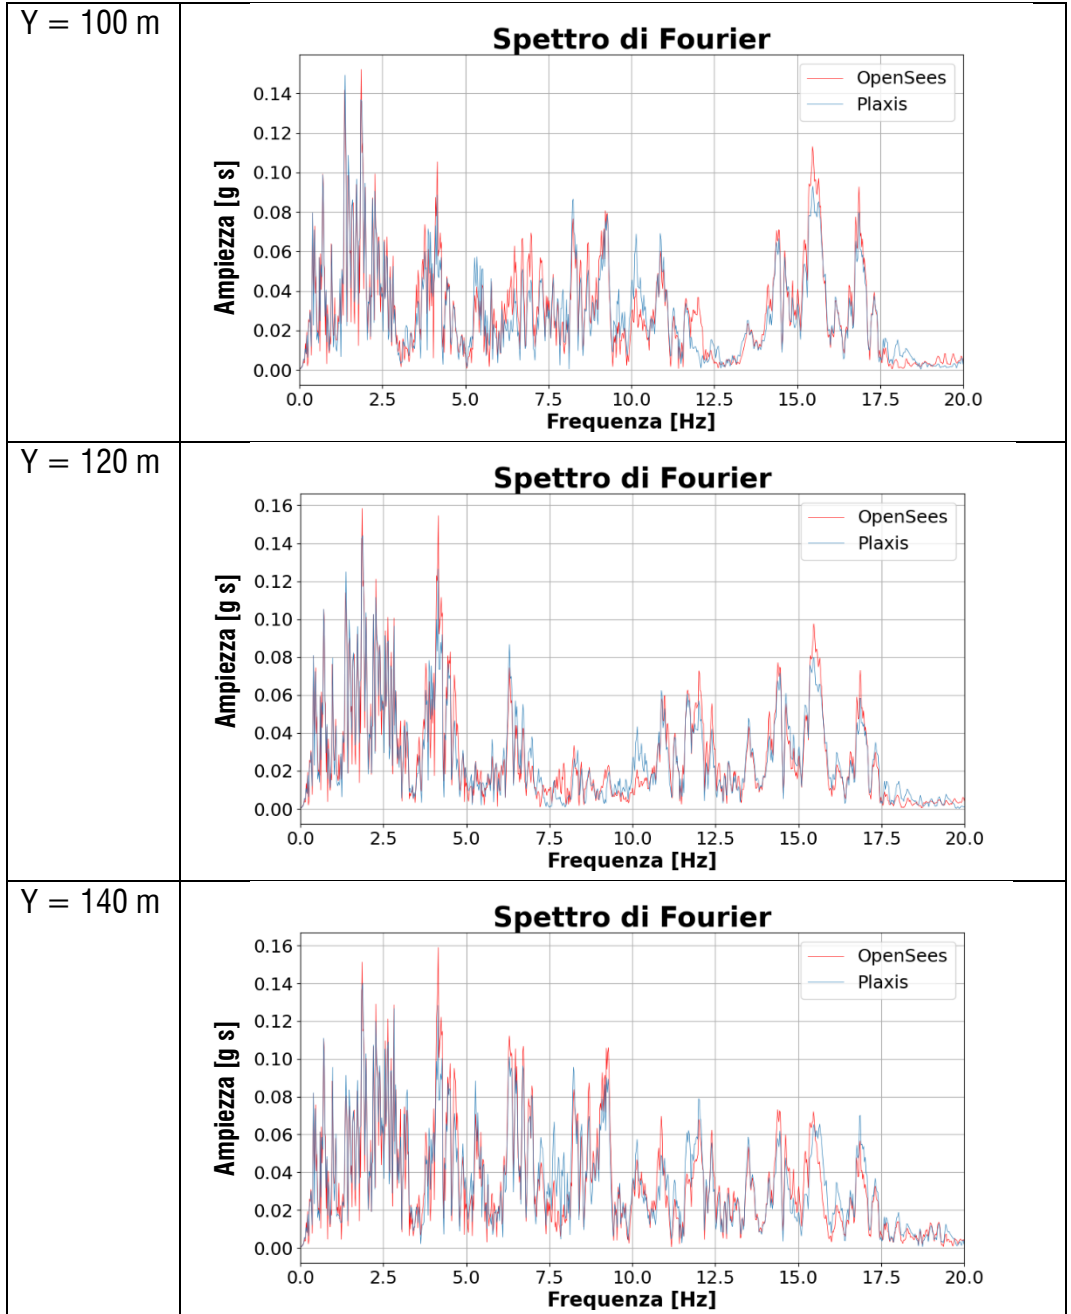 Y = 100 m
Spettro di Fourier
OpenSees
Plaxis
Ampiezza [g s]
0.14
0.12
0.10
0.08
0.06
0.04
0.02
0.00
0.0 2.5 5.0 7.5 10.0 12.5 15.0 17.5 20.0
Frequenza [Hz]
Y = 120 m
Spettro di Fourier
OpenSees
Plaxis
Ampiezza [g s]
0.16
0.14
0.12
0.10
0.08
0.06
0.04
0.02
0.00
0.0 2.5 5.0 7.5 10.0 12.5 15.0 17.5 20.0
Frequenza [Hz]
Y = 140 m
Spettro di Fourier
OpenSees
Plaxis
Ampiezza [g s]
0.16
0.14
0.12
0.10
0.08
0.06
0.04
0.02
0.00
0.0 2.5 5.0 7.5 10.0 12.5 15.0 17.5 20.0
Frequenza [Hz]